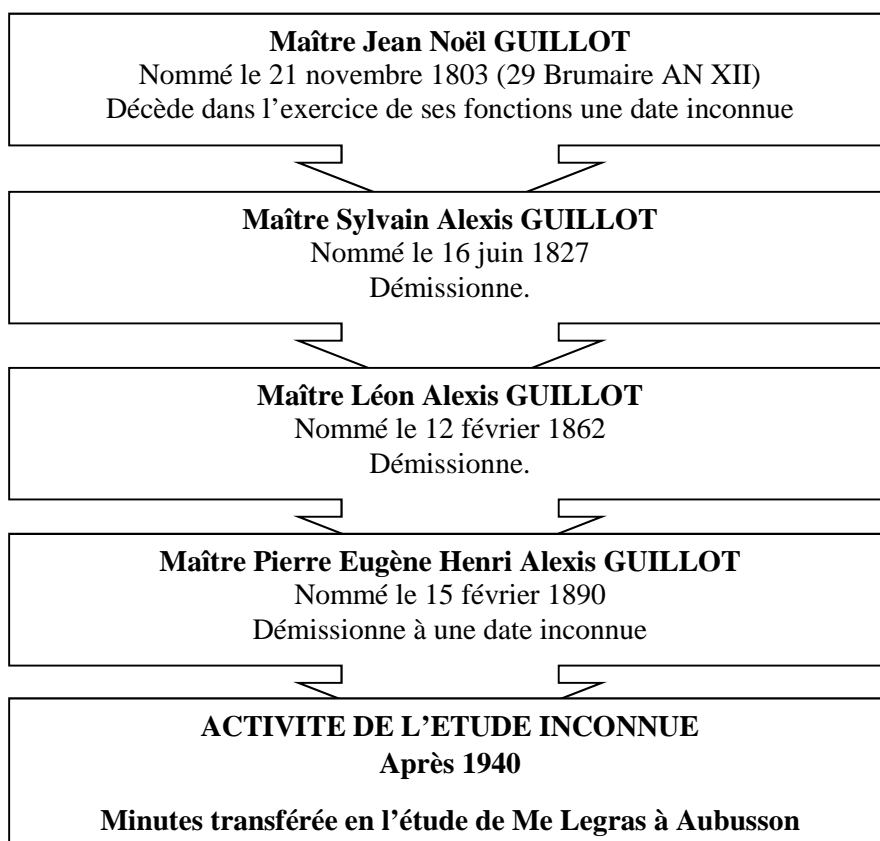 Maître Jean Noël GUILLOT
Nommé le 21 novembre 1803 (29 Brumaire AN XII)
Décède dans l’exercice de ses fonctions une date inconnue
Maître Sylvain Alexis GUILLOT
Nommé le 16 juin 1827
Démissionne.
Maître Léon Alexis GUILLOT
Nommé le 12 février 1862
Démissionne.
Maître Pierre Eugène Henri Alexis GUILLOT
Nommé le 15 février 1890
Démissionne à une date inconnue
ACTIVITE DE L’ETUDE INCONNUE
Après 1940
Minutes transférée en l’étude de Me Legras à Aubusson